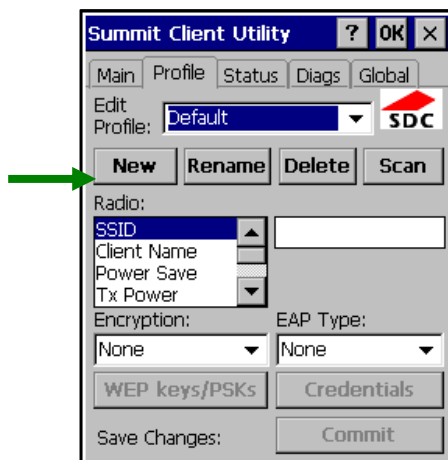 Summit Client Utility ? OK ×
Main Profile Status Diags Global
Edit
Profile: Default SDC
New Rename Delete Scan
Radio:
SSID
Client Name
Power Save
Tx Power
Encryption: EAP Type:
None None
WEP keys/PSKs Credentials
Save Changes: Commit